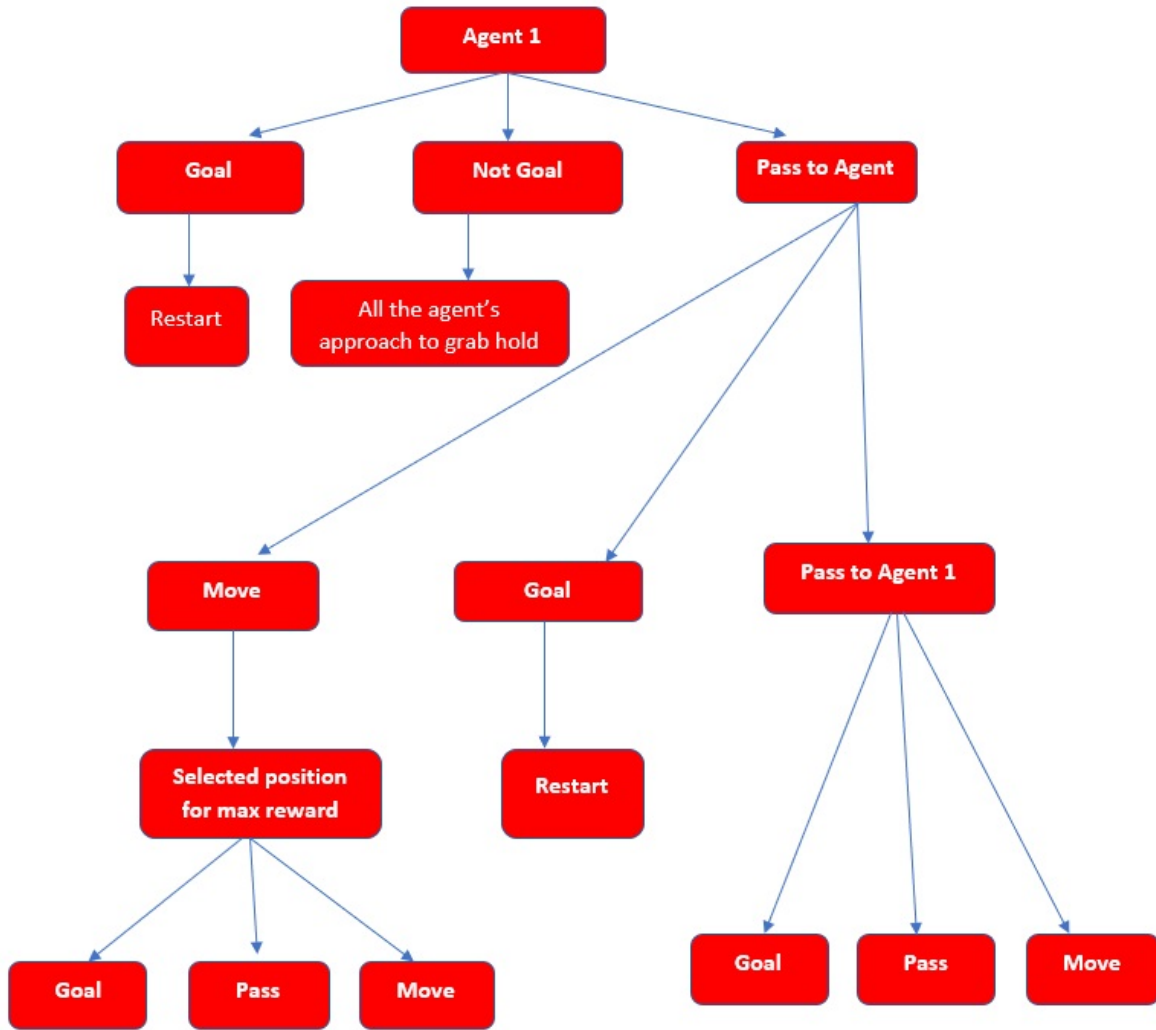 Agent 1
Goal
Not Goal
Pass to Agent
Restart
All the agent's
approach to grab hold
Move
Goal
Pass to Agent 1
Selected position
for max reward
Restart
Goal
Pass
Move
Goal
Pass
Move